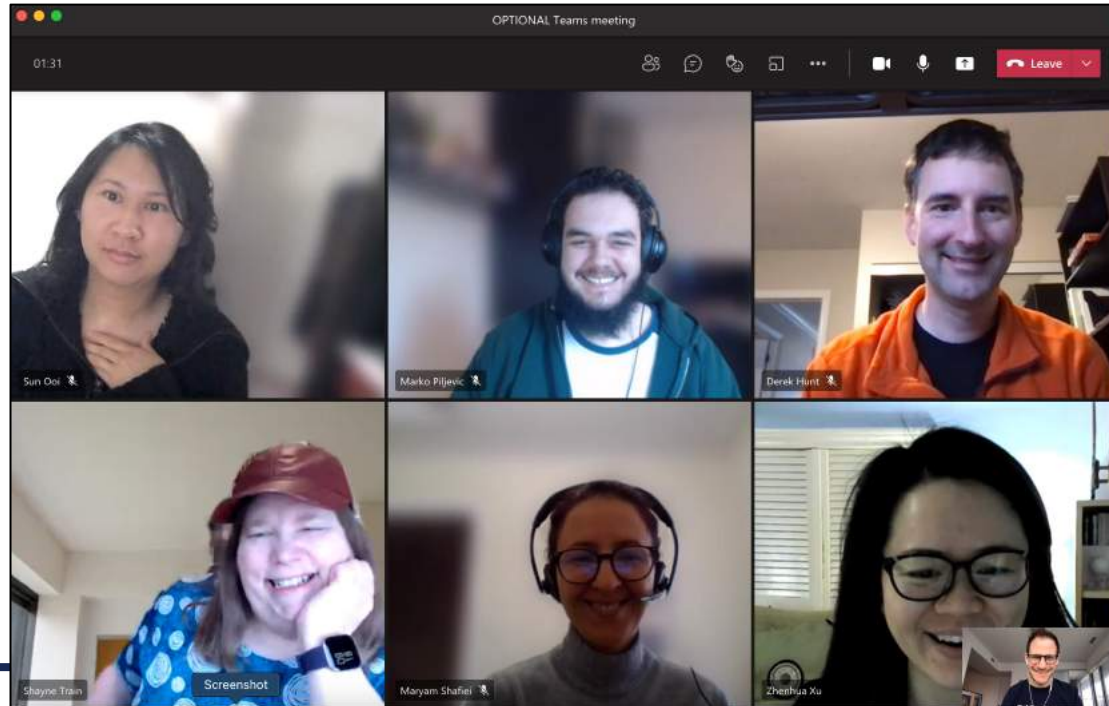 OPTIONAL Teams meeting
01:31
Leave
Sun Ooi
Marko Piljevic
Derek Hunt
Shayne Train
Screenshot
Maryam Shafiei
Zhenhua Xu